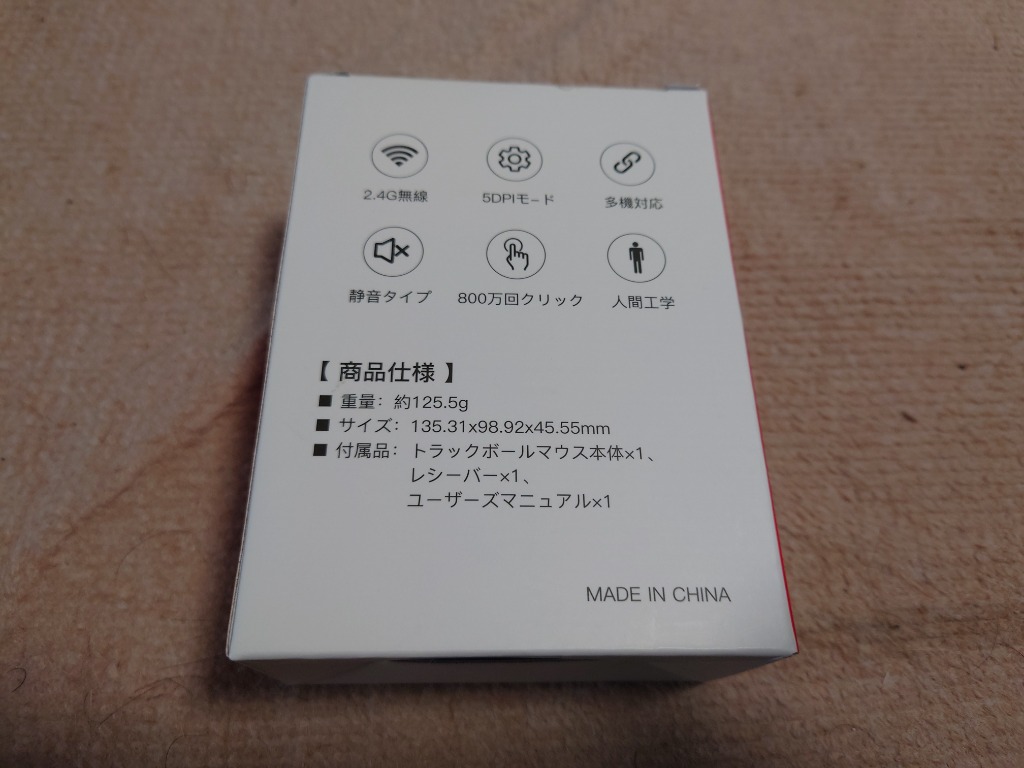 2.4G無線 5DPIモード 多機対応
静音タイプ 800万回クリック 人間工学
【 商品仕様 】
■ 重量: 約125.5g
■ サイズ: 135.31x98.92x45.55mm
■ 付属品: トラックボールマウス本体×1、
レシーバー×1、
ユーザーズマニュアル×1
MADE IN CHINA